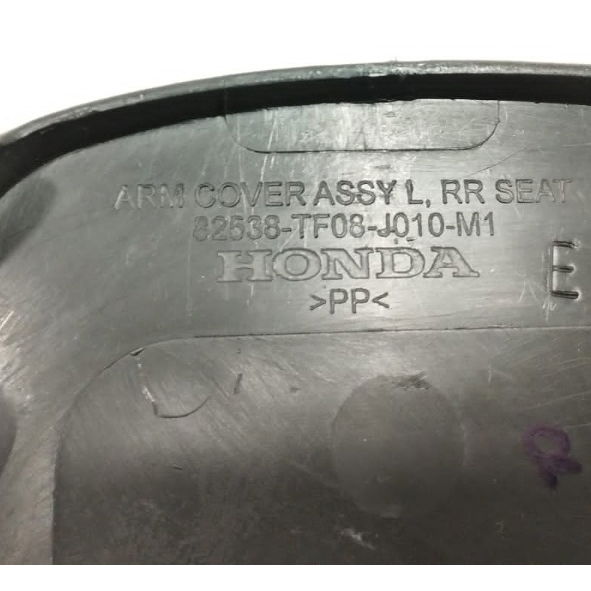 ARM COVER ASSY L, RR SEAT
82538-TF08-J010-M1
HONDA
>PP<
E